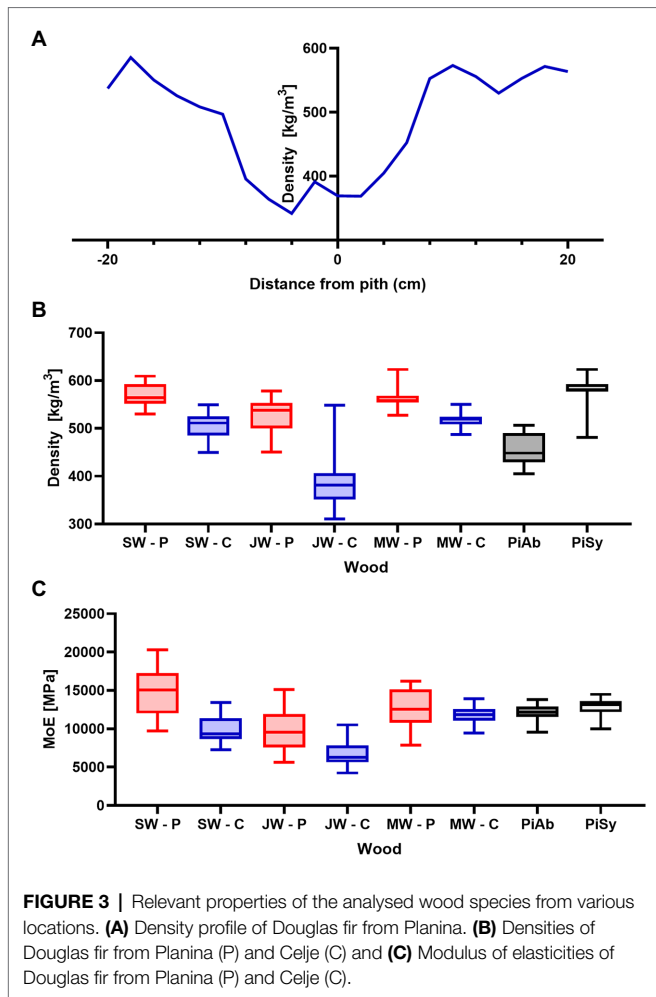 A
600
500
400
Density [kg/m³]
-20 0 20
Distance from pith (cm)
B
700
600
500
400
300
Density [kg/m³]
SW - P SW - C JW - P JW - C MW - P MW - C PiAb PiSy
Wood
C
25000
20000
15000
10000
5000
0
MoE [MPa]
SW - P SW - C JW - P JW - C MW - P MW - C PiAb PiSy
Wood
FIGURE 3 | Relevant properties of the analysed wood species from various
locations. (A) Density profile of Douglas fir from Planina. (B) Densities of
Douglas fir from Planina (P) and Celje (C) and (C) Modulus of elasticities of
Douglas fir from Planina (P) and Celje (C).